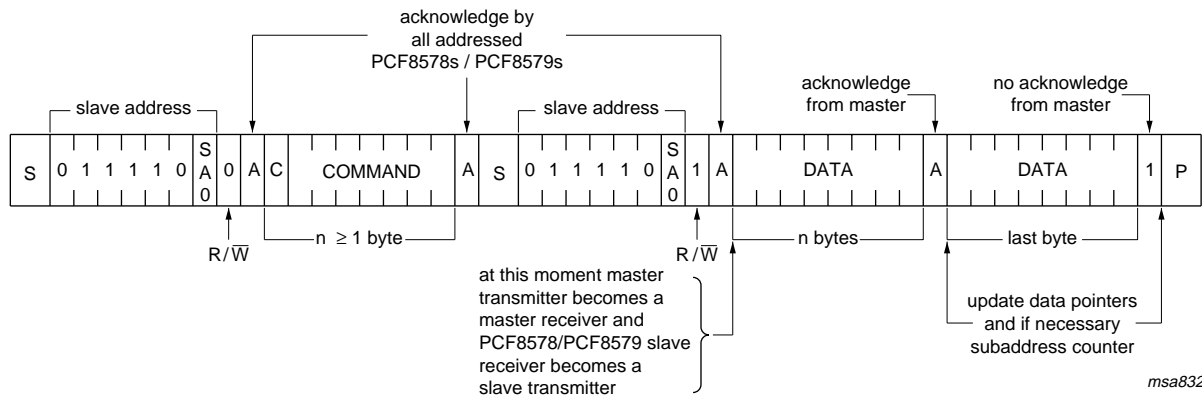 acknowledge by
all addressed
PCF8578s / PCF8579s
slave address
slave address
acknowledge
from master
no acknowledge
from master
S 0 1 1 1 1 0 S A 0 0 A C COMMAND A S 0 1 1 1 1 0 S A 0 1 A DATA A DATA 1 P
R/W̅
n ≥ 1 byte
R/W̅
n bytes
last byte
at this moment master
transmitter becomes a
master receiver and
PCF8578/PCF8579 slave
receiver becomes a
slave transmitter
update data pointers
and if necessary
subaddress counter
msa832